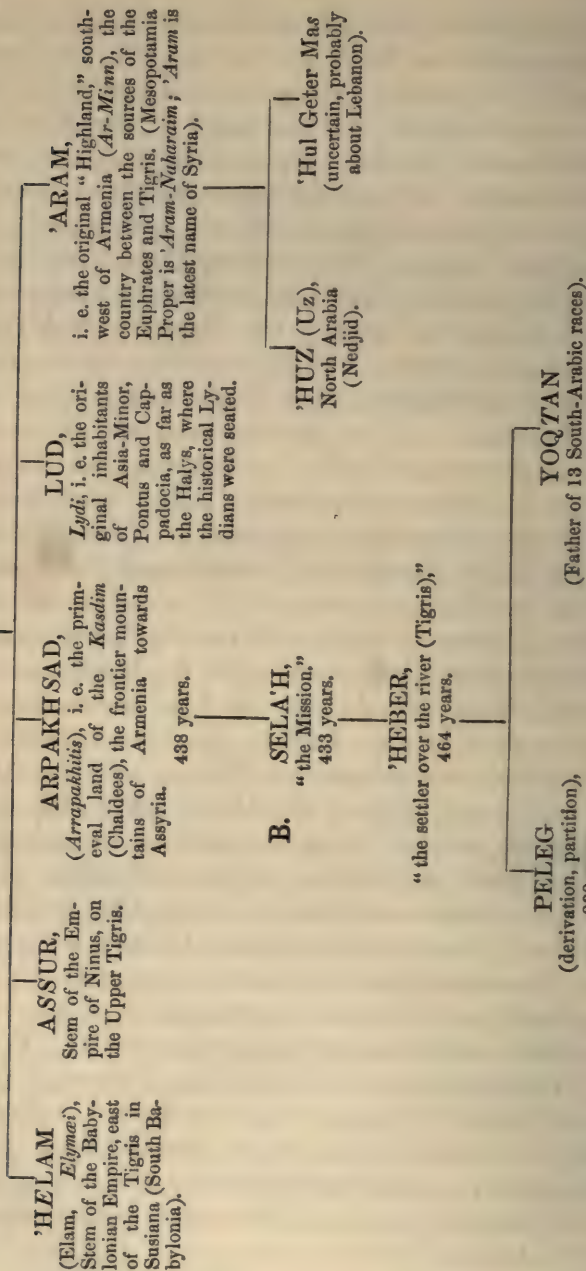 'HELAM
(Elam, Elymæi),
Stem of the Baby-
lonian Empire, east
of the Tigris in
Susiana (South Ba-
bylonia).
ASSUR,
Stem of the Em-
pire of Ninus, on
the Upper Tigris.
ARPAKHSAD,
(Arrapakhitis), i. e. the prim-
eval land of the Kasdim
(Chaldees), the frontier moun-
tains of Armenia towards
Assyria.
438 years.
LUD,
Lydi, i. e. the ori-
ginal inhabitants
of Asia-Minor,
Pontus and Cap-
padocia, as far as
the Halys, where
the historical Ly-
dians were seated.
'ARAM,
i. e. the original “Highland,” south-
west of Armenia (Ar-Minn), the
country between the sources of the
Euphrates and Tigris. (Mesopotamia
Proper is 'Aram-Naharaim; 'Aram is
the latest name of Syria).
B. SELA'H,
“the Mission.”
433 years.
'HUZ (Uz),
North Arabia
(Nedjid).
'Hul Geter Mas
(uncertain, probably
about Lebanon).
'HEBER,
“the settler over the river (Tigris),”
464 years.
PELEG
(derivation, partition),
YOQTAN
(Father of 13 South-Arabic races).